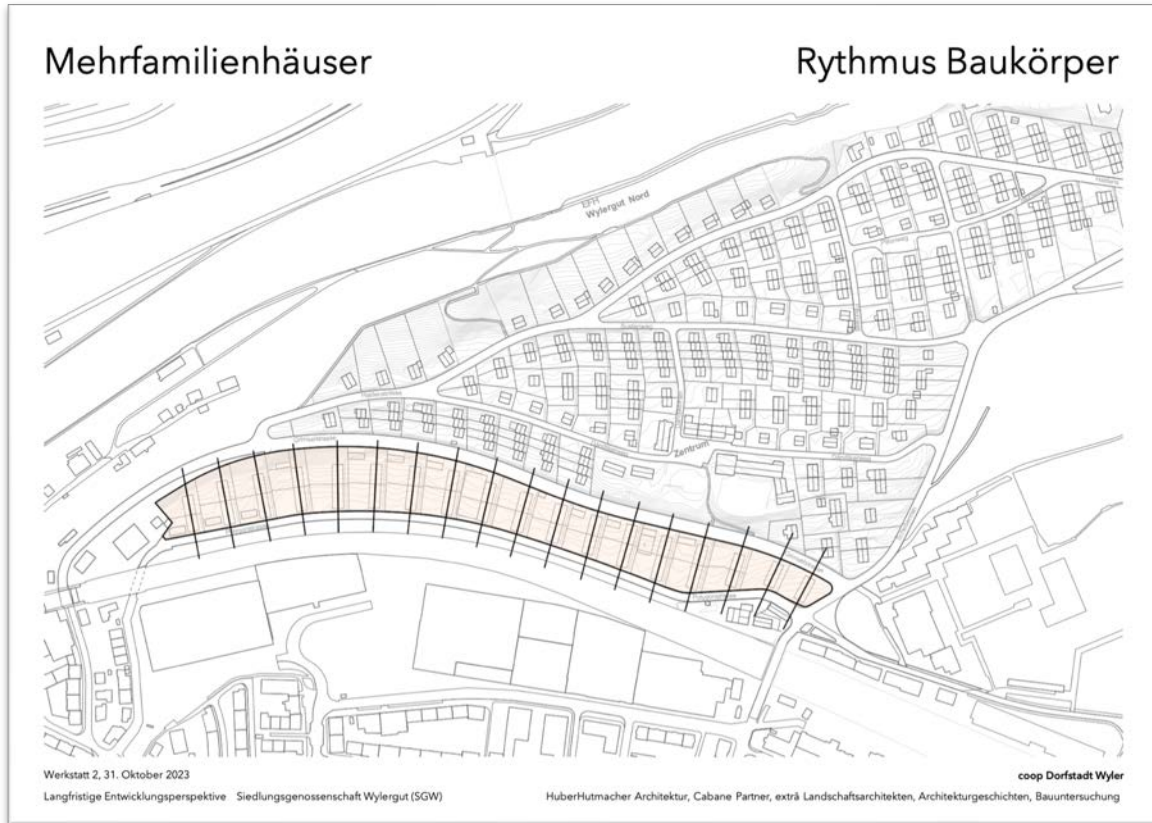 Mehrfamilienhäuser
Rythmus Baukörper
EFH
Wylergut Nord
Zentrum
Werkstatt 2, 31. Oktober 2023
coop Dorfstadt Wyler
Langfristige Entwicklungsperspektive Siedlungsgenossenschaft Wylergut (SGW)
HuberHutmacher Architektur, Cabane Partner, extrā Landschaftsarchitekten, Architekturgeschichten, Bauuntersuchung